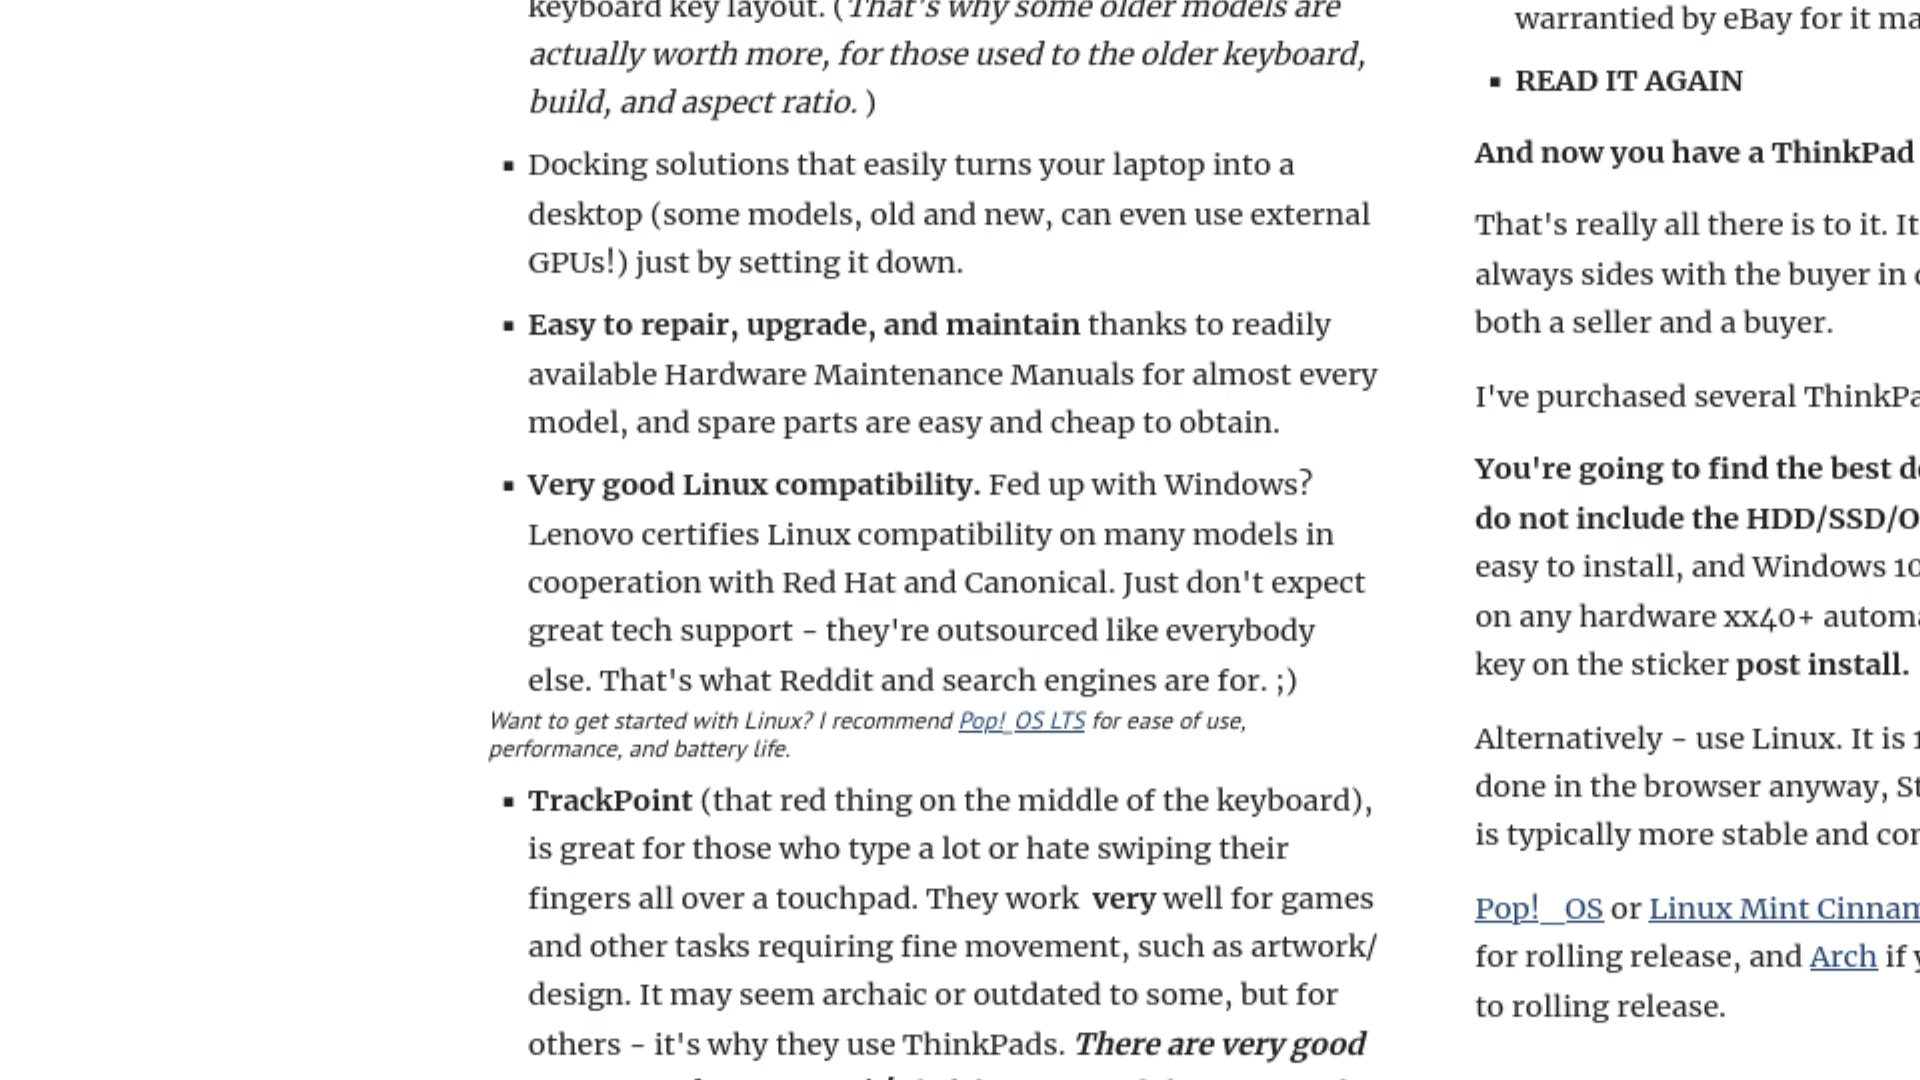 keyboard key layout. (That's why some older models are
actually worth more, for those used to the older keyboard,
build, and aspect ratio. )
▪ Docking solutions that easily turns your laptop into a
desktop (some models, old and new, can even use external
GPUs!) just by setting it down.
▪ Easy to repair, upgrade, and maintain thanks to readily
available Hardware Maintenance Manuals for almost every
model, and spare parts are easy and cheap to obtain.
▪ Very good Linux compatibility. Fed up with Windows?
Lenovo certifies Linux compatibility on many models in
cooperation with Red Hat and Canonical. Just don't expect
great tech support – they're outsourced like everybody
else. That's what Reddit and search engines are for. ;)
Want to get started with Linux? I recommend Pop!_OS LTS for ease of use,
performance, and battery life.
▪ TrackPoint (that red thing on the middle of the keyboard),
is great for those who type a lot or hate swiping their
fingers all over a touchpad. They work very well for games
and other tasks requiring fine movement, such as artwork/
design. It may seem archaic or outdated to some, but for
others – it's why they use ThinkPads. There are very good
warrantied by eBay for it
▪ READ IT AGAIN
And now you have a ThinkPad
That's really all there is to it. It
always sides with the buyer in
both a seller and a buyer.
I've purchased several
You're going to find the best
do not include the HDD/SSD/O
easy to install, and Windows 10
on any hardware xx40+
key on the sticker post install.
Alternatively – use Linux. It is
done in the browser anyway,
is typically more stable and
Pop!_OS or Linux Mint
for rolling release, and Arch if
to rolling release.